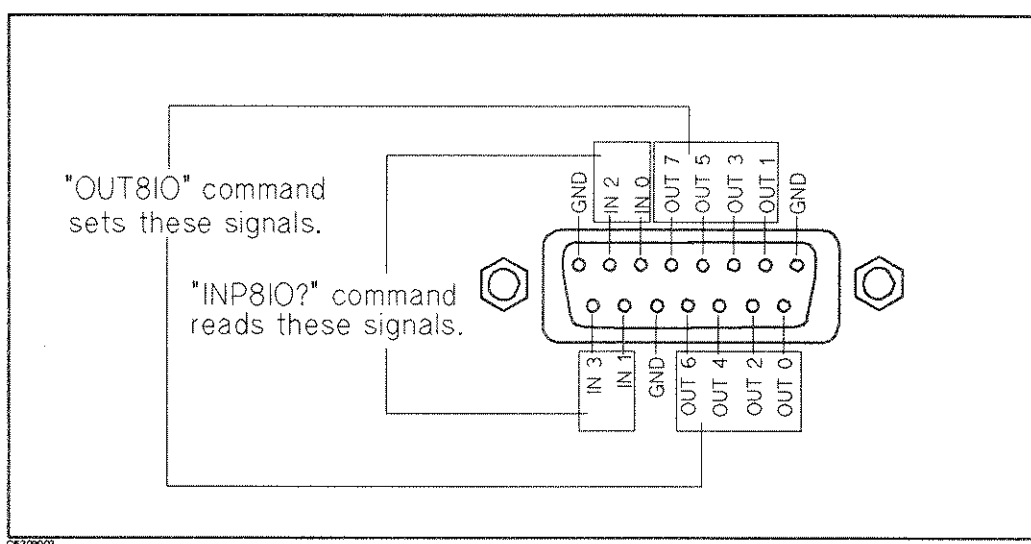 "OUT8IO" command
sets these signals.
"INP8IO?" command
reads these signals.
GND
IN 2
IN 0
OUT 7
OUT 5
OUT 3
OUT 1
GND
IN 3
IN 1
GND
OUT 6
OUT 4
OUT 2
OUT 0